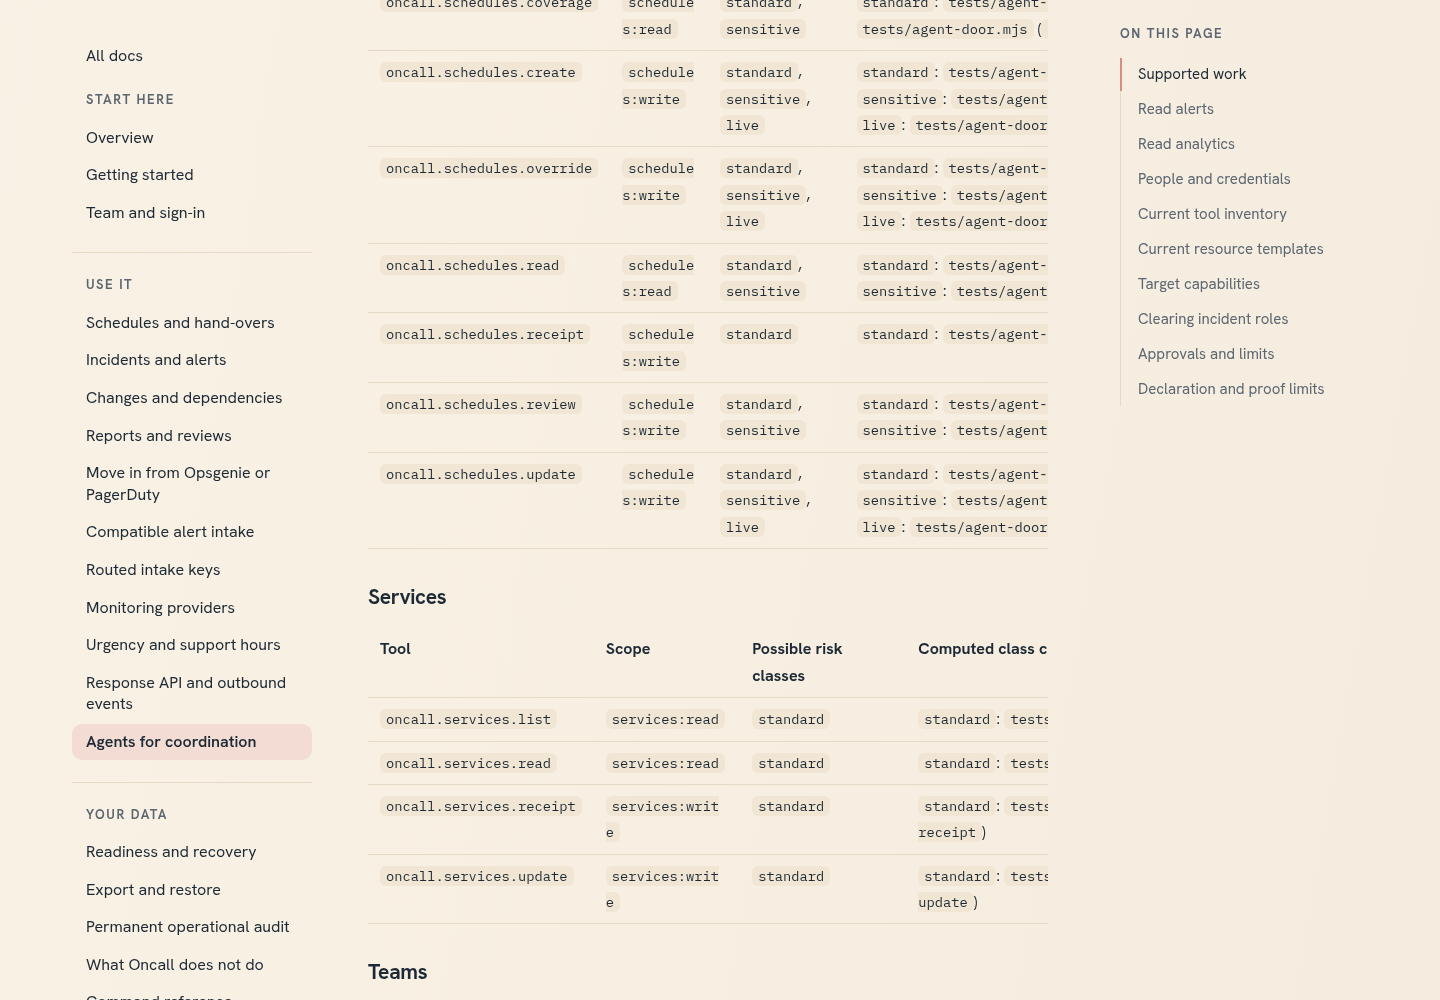 All docs
START HERE
Overview
Getting started
Team and sign-in
USE IT
Schedules and hand-overs
Incidents and alerts
Changes and dependencies
Reports and reviews
Move in from Opsgenie or
PagerDuty
Compatible alert intake
Routed intake keys
Monitoring providers
Urgency and support hours
Response API and outbound
events
Agents for coordination
YOUR DATA
Readiness and recovery
Export and restore
Permanent operational audit
What Oncall does not do
oncall.schedules.coverage schedule standard, standard: tests/agent-
s:read sensitive tests/agent-door.mjs (
oncall.schedules.create schedule standard, standard: tests/agent-
s:write sensitive, sensitive: tests/agent
live live: tests/agent-door
oncall.schedules.override schedule standard, standard: tests/agent-
s:write sensitive, sensitive: tests/agent
live live: tests/agent-door
oncall.schedules.read schedule standard, standard: tests/agent-
s:read sensitive sensitive: tests/agent
oncall.schedules.receipt schedule standard standard: tests/agent-
s:write
oncall.schedules.review schedule standard, standard: tests/agent-
s:write sensitive sensitive: tests/agent
oncall.schedules.update schedule standard, standard: tests/agent-
s:write sensitive, sensitive: tests/agent
live live: tests/agent-door
Services
Tool Scope Possible risk Computed class c
classes
oncall.services.list services:read standard standard: tests
oncall.services.read services:read standard standard: tests
oncall.services.receipt services:writ standard standard: tests
e receipt)
oncall.services.update services:writ standard standard: tests
e update)
Teams
ON THIS PAGE
Supported work
Read alerts
Read analytics
People and credentials
Current tool inventory
Current resource templates
Target capabilities
Clearing incident roles
Approvals and limits
Declaration and proof limits